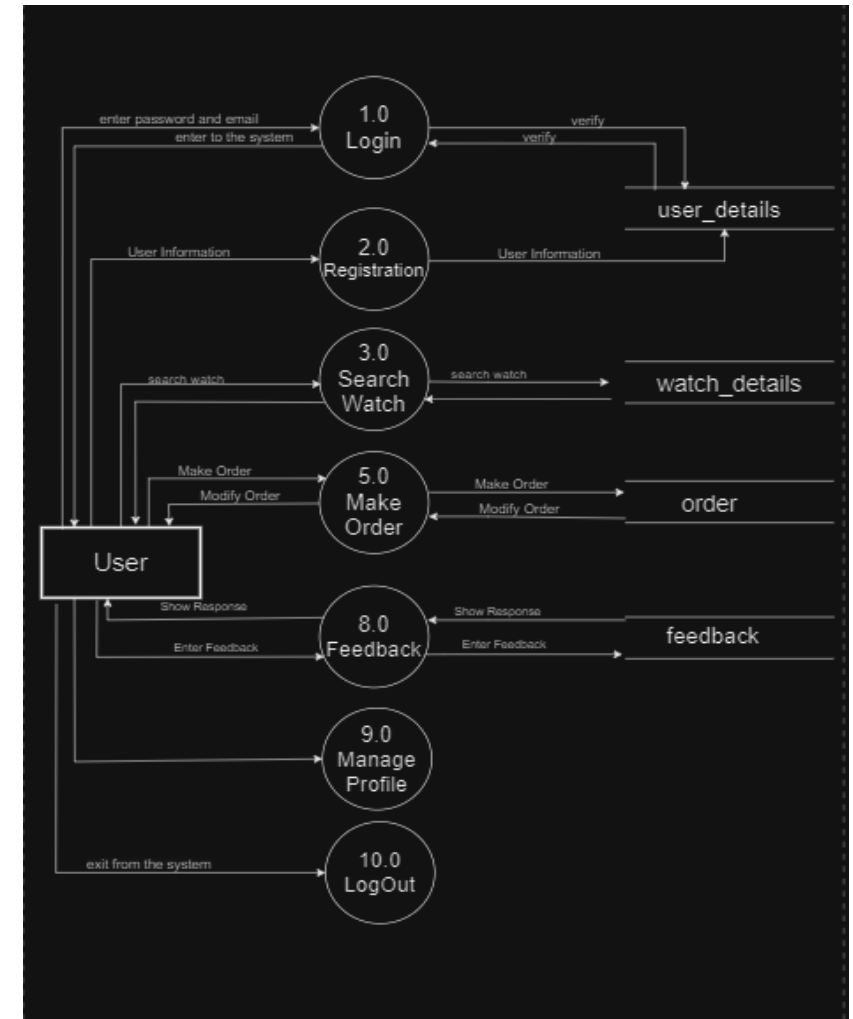 enter password and email
enter to the system
1.0
Login
verify
verify
user_details
User Information
2.0
Registration
User Information
search watch
3.0
Search
Watch
search watch
watch_details
Make Order
Modify Order
5.0
Make
Order
Make Order
Modify Order
order
User
Show Response
Enter Feedback
8.0
Feedback
Show Response
Enter Feedback
feedback
9.0
Manage
Profile
exit from the system
10.0
LogOut